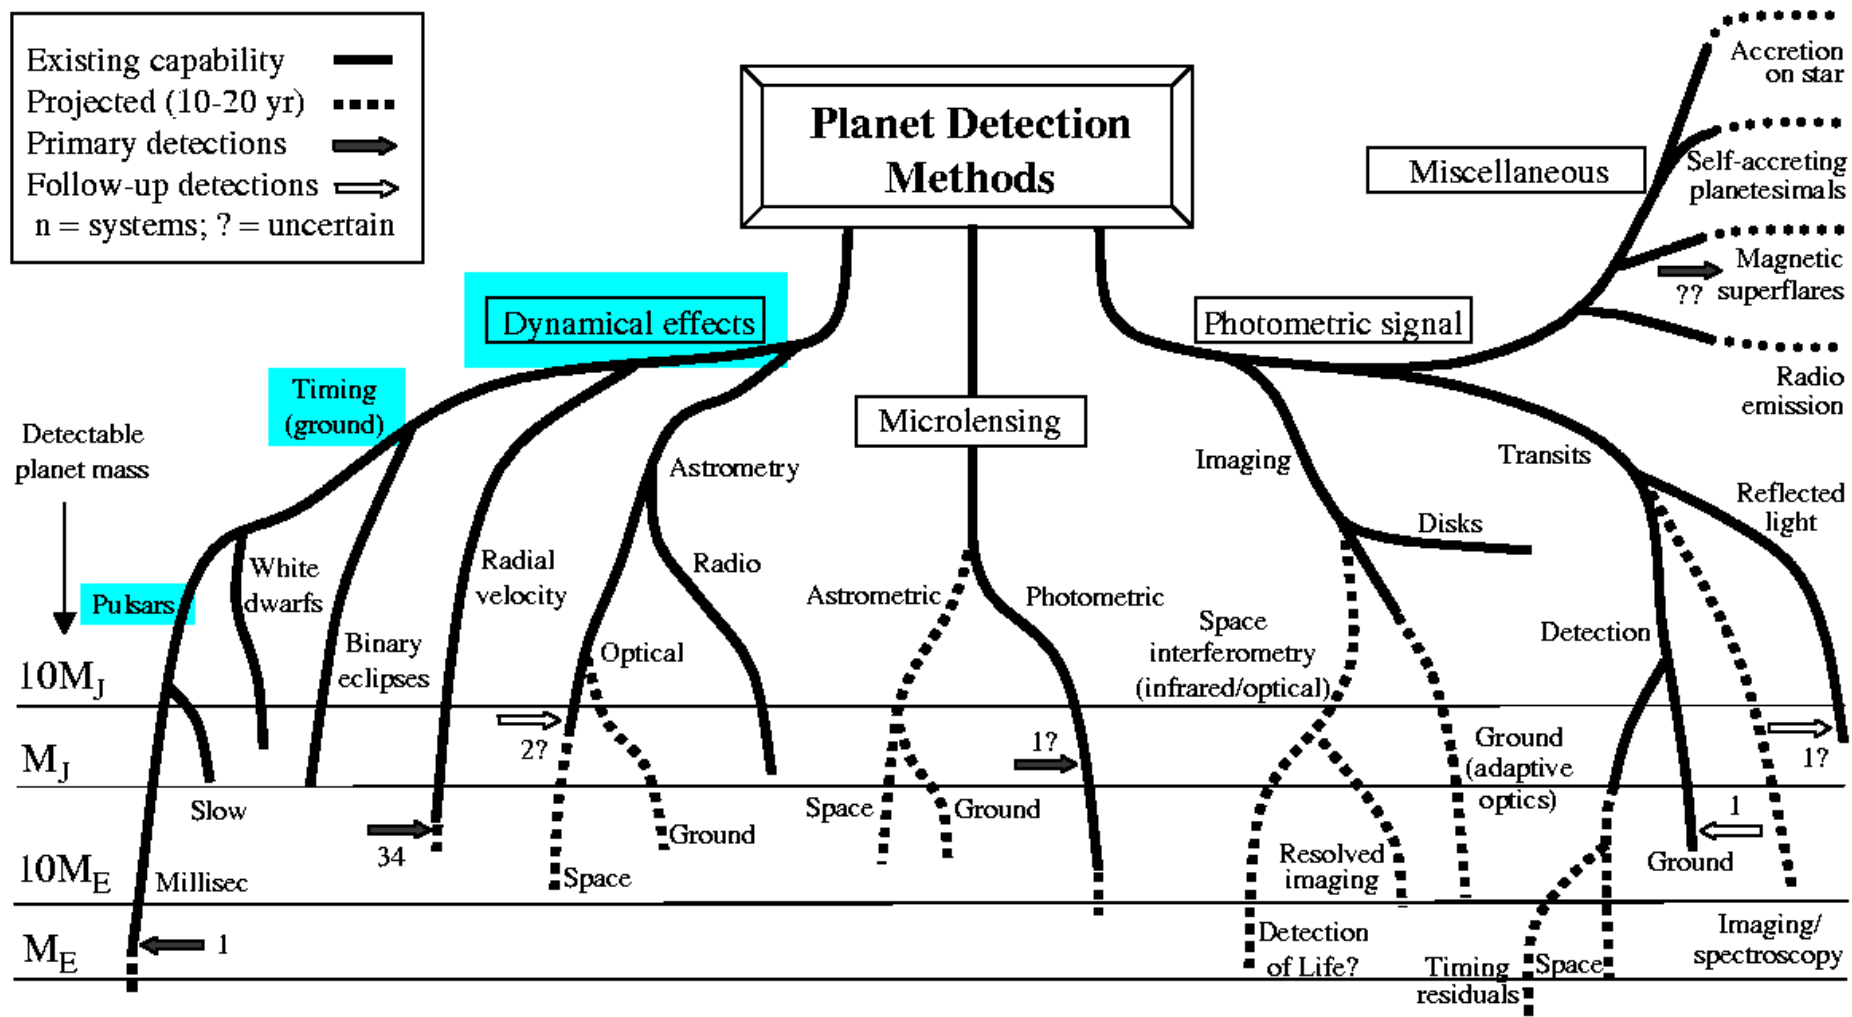 Existing capability
Projected (10-20 yr)
Primary detections
Follow-up detections
n = systems; ? = uncertain
Planet Detection
Methods
Miscellaneous
Accretion
on star
Self-accreting
planetesimals
Magnetic
superflares
??
Radio
emission
Dynamical effects
Photometric signal
Timing
(ground)
Microlensing
Detectable
planet mass
Astrometry
Imaging
Transits
Reflected
light
Disks
White
dwarfs
Radial
velocity
Radio
Pulsars
Astrometric
Photometric
Space
interferometry
(infrared/optical)
Detection
Binary
eclipses
Optical
10MJ
2?
1?
Ground
(adaptive
optics)
1?
MJ
Slow
34
Ground
Space
Ground
1
10ME
Millisec
Space
Resolved
imaging
Ground
ME
1
Detection
of Life?
Timing
residuals
Space
Imaging/
spectroscopy